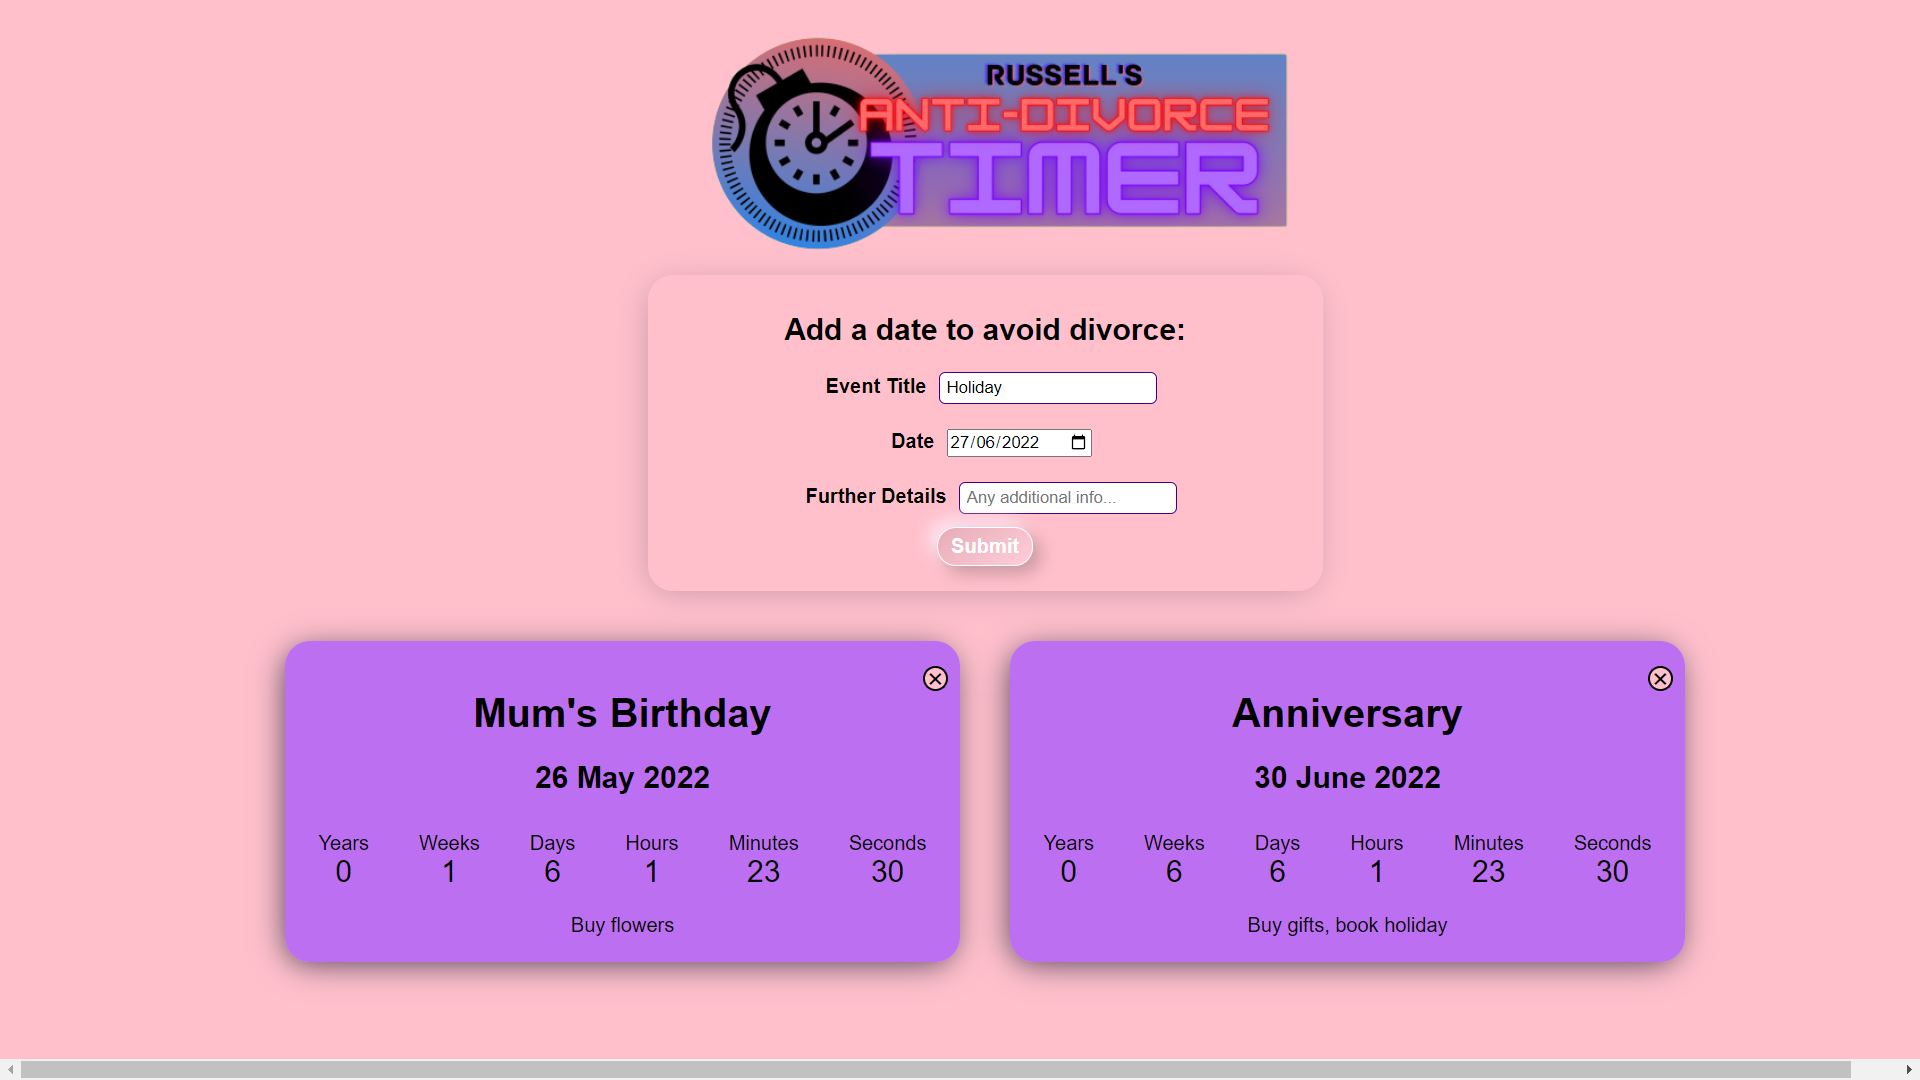 RUSSELL'S
ANTI-DIVORCE
TIMER
Add a date to avoid divorce:
Event Title Holiday
Date 27/06/2022
Further Details Any additional info...
Submit
Mum's Birthday
26 May 2022
Years Weeks Days Hours Minutes Seconds
0 1 6 1 23 30
Buy flowers
Anniversary
30 June 2022
Years Weeks Days Hours Minutes Seconds
0 6 6 1 23 30
Buy gifts, book holiday